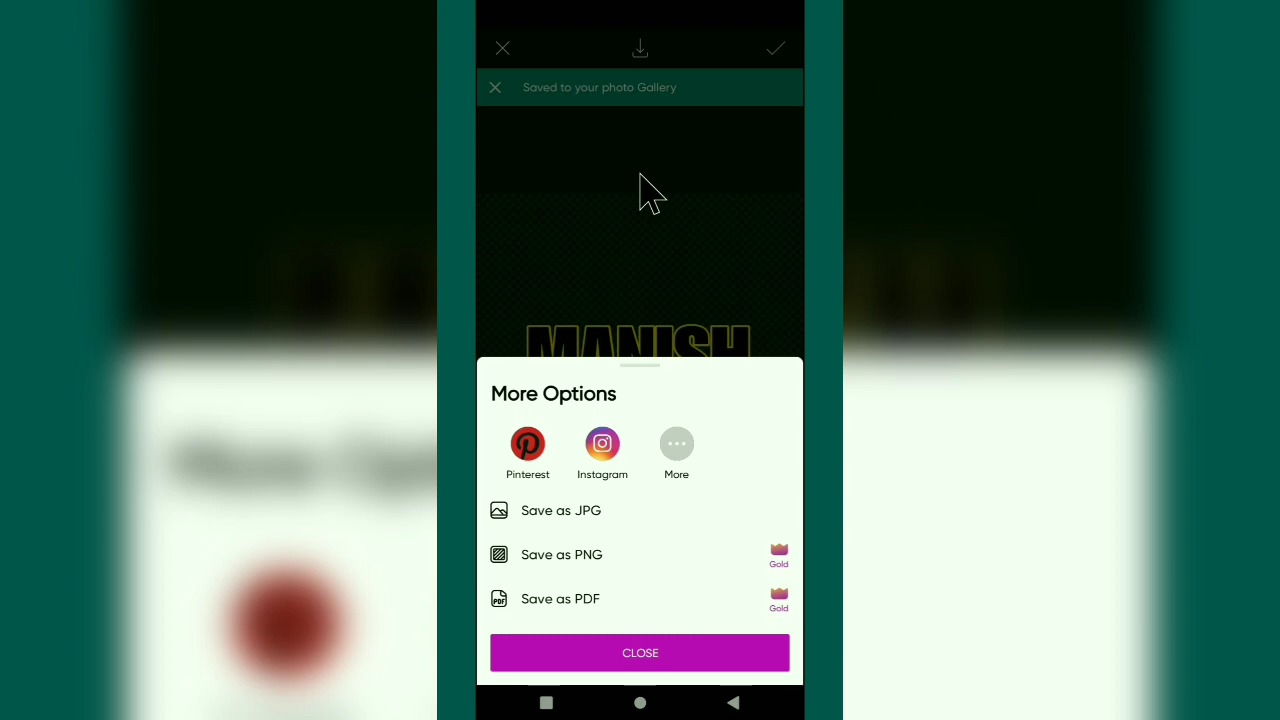 Saved to your photo Gallery
MANISH
More Options
Pinterest
Instagram
More
Save as JPG
Save as PNG
Gold
PDF
Save as PDF
Gold
CLOSE